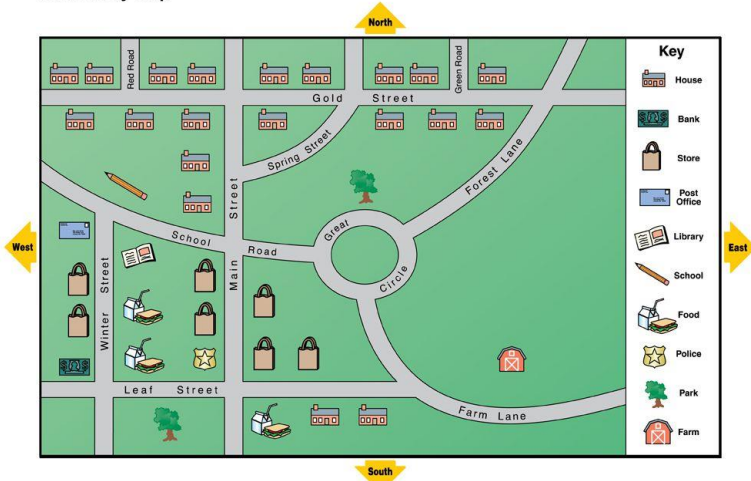 North
Red Road
Green Road
Key
Gold Street
House
Bank
Spring Street
Store
Forest Lane
Post
Office
Street
Great
School
Road
Library
West
East
Circle
School
Winter Street
Main
Food
Police
Leaf Street
Park
Farm Lane
Farm
South